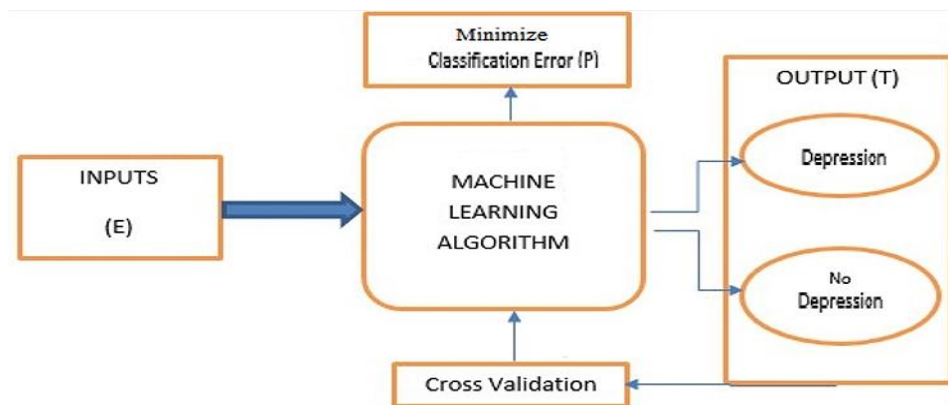 Minimize
Classification Error (P)
OUTPUT (T)
Depression
INPUTS
(E)
MACHINE
LEARNING
ALGORITHM
No
Depression
Cross Validation